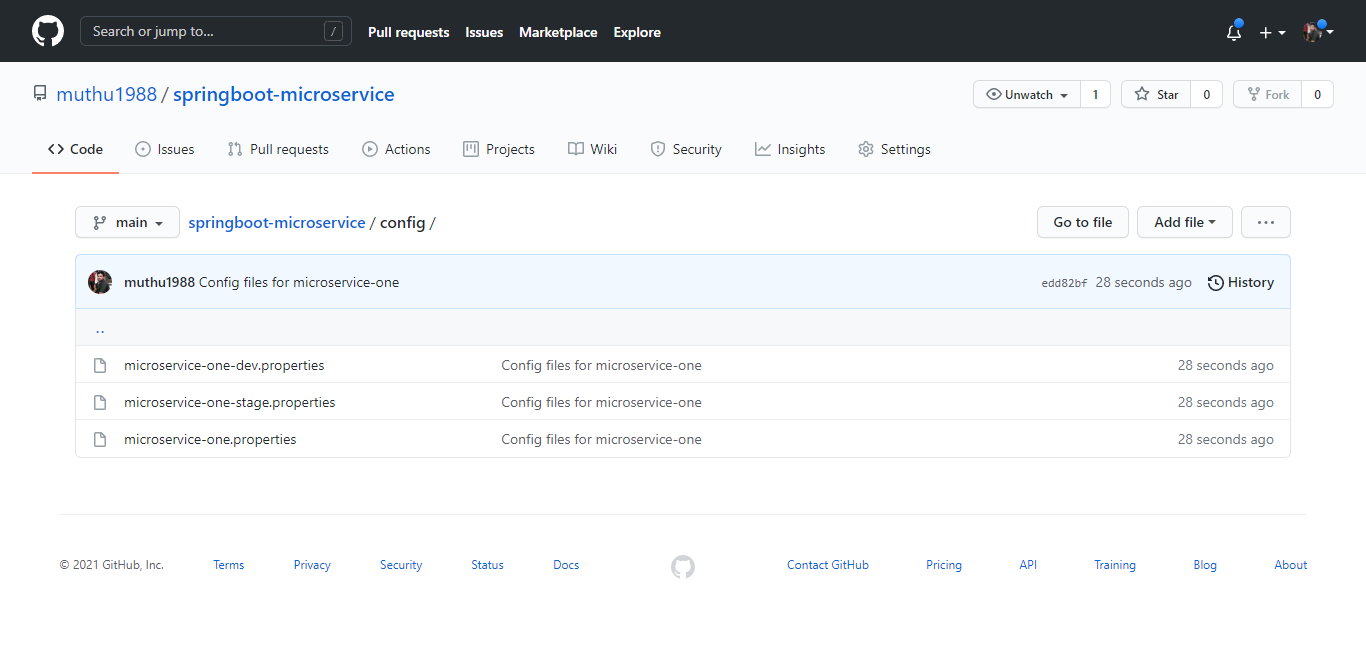 Search or jump to... /
Pull requests Issues Marketplace Explore
muthu1988 / springboot-microservice
Unwatch 1 Star 0 Fork 0
Code Issues Pull requests Actions Projects Wiki Security Insights Settings
main springboot-microservice / config /
Go to file Add file ...
muthu1988 Config files for microservice-one edd82bf 28 seconds ago History
..
microservice-one-dev.properties Config files for microservice-one 28 seconds ago
microservice-one-stage.properties Config files for microservice-one 28 seconds ago
microservice-one.properties Config files for microservice-one 28 seconds ago
© 2021 GitHub, Inc. Terms Privacy Security Status Docs Contact GitHub Pricing API Training Blog About